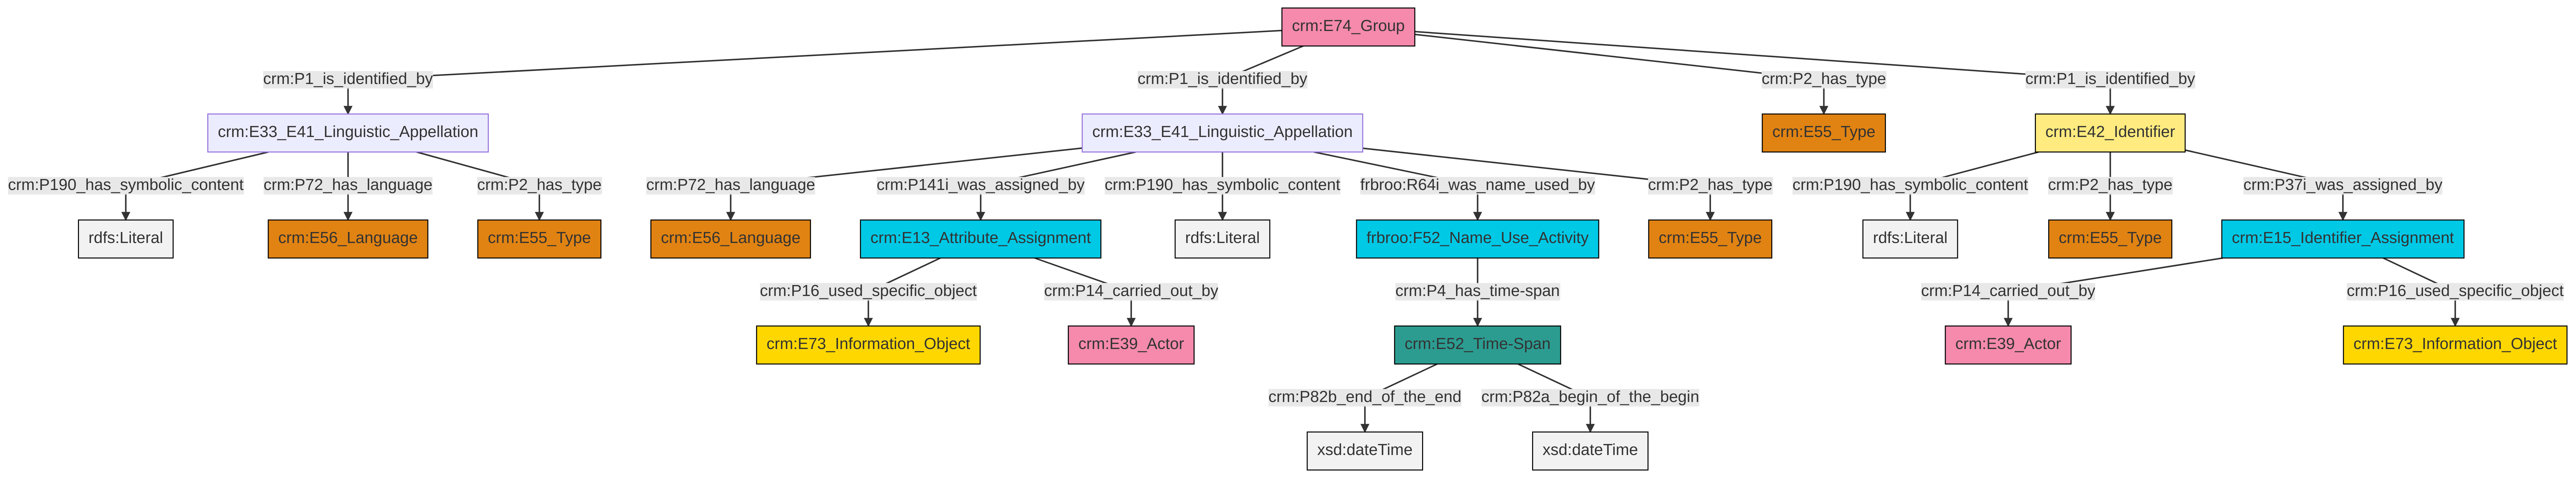 crm:E74_Group
crm:P1_is_identified_by
crm:P1_is_identified_by
crm:P2_has_type
crm:P1_is_identified_by
crm:E33_E41_Linguistic_Appellation
crm:E33_E41_Linguistic_Appellation
crm:E55_Type
crm:E42_Identifier
crm:P190_has_symbolic_content
crm:P72_has_language
crm:P2_has_type
crm:P72_has_language
crm:P141i_was_assigned_by
crm:P190_has_symbolic_content
frbroo:R64i_was_name_used_by
crm:P2_has_type
crm:P190_has_symbolic_content
crm:P2_has_type
crm:P37i_was_assigned_by
rdfs:Literal
crm:E56_Language
crm:E55_Type
crm:E56_Language
crm:E13_Attribute_Assignment
rdfs:Literal
frbroo:F52_Name_Use_Activity
crm:E55_Type
rdfs:Literal
crm:E55_Type
crm:E15_Identifier_Assignment
crm:P16_used_specific_object
crm:P14_carried_out_by
crm:P4_has_time-span
crm:P14_carried_out_by
crm:P16_used_specific_object
crm:E73_Information_Object
crm:E39_Actor
crm:E52_Time-Span
crm:E39_Actor
crm:E73_Information_Object
crm:P82b_end_of_the_end
crm:P82a_begin_of_the_begin
xsd:dateTime
xsd:dateTime